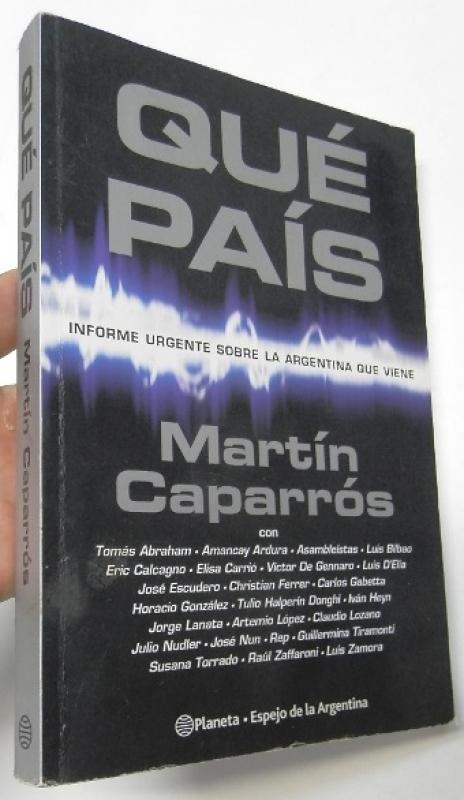 QUÉ PAÍS Martín Caparrós
QUÉ
PAÍS
INFORME URGENTE SOBRE LA ARGENTINA QUE VIENE
Martín
Caparrós
con
Tomás Abraham • Amancay Ardura • Asambleístas • Luis Bilbao
Eric Calcagno • Elisa Carrió • Víctor De Gennaro • Luis D'Elía
José Escudero • Christian Ferrer • Carlos Gabetta
Horacio González • Tulio Halperín Donghi • Iván Heyn
Jorge Lanata • Artemio López • Claudio Lozano
Julio Nudler • José Nun • Rep • Guillermina Tiramonti
Susana Torrado • Raúl Zaffaroni • Luis Zamora
Planeta • Espejo de la Argentina